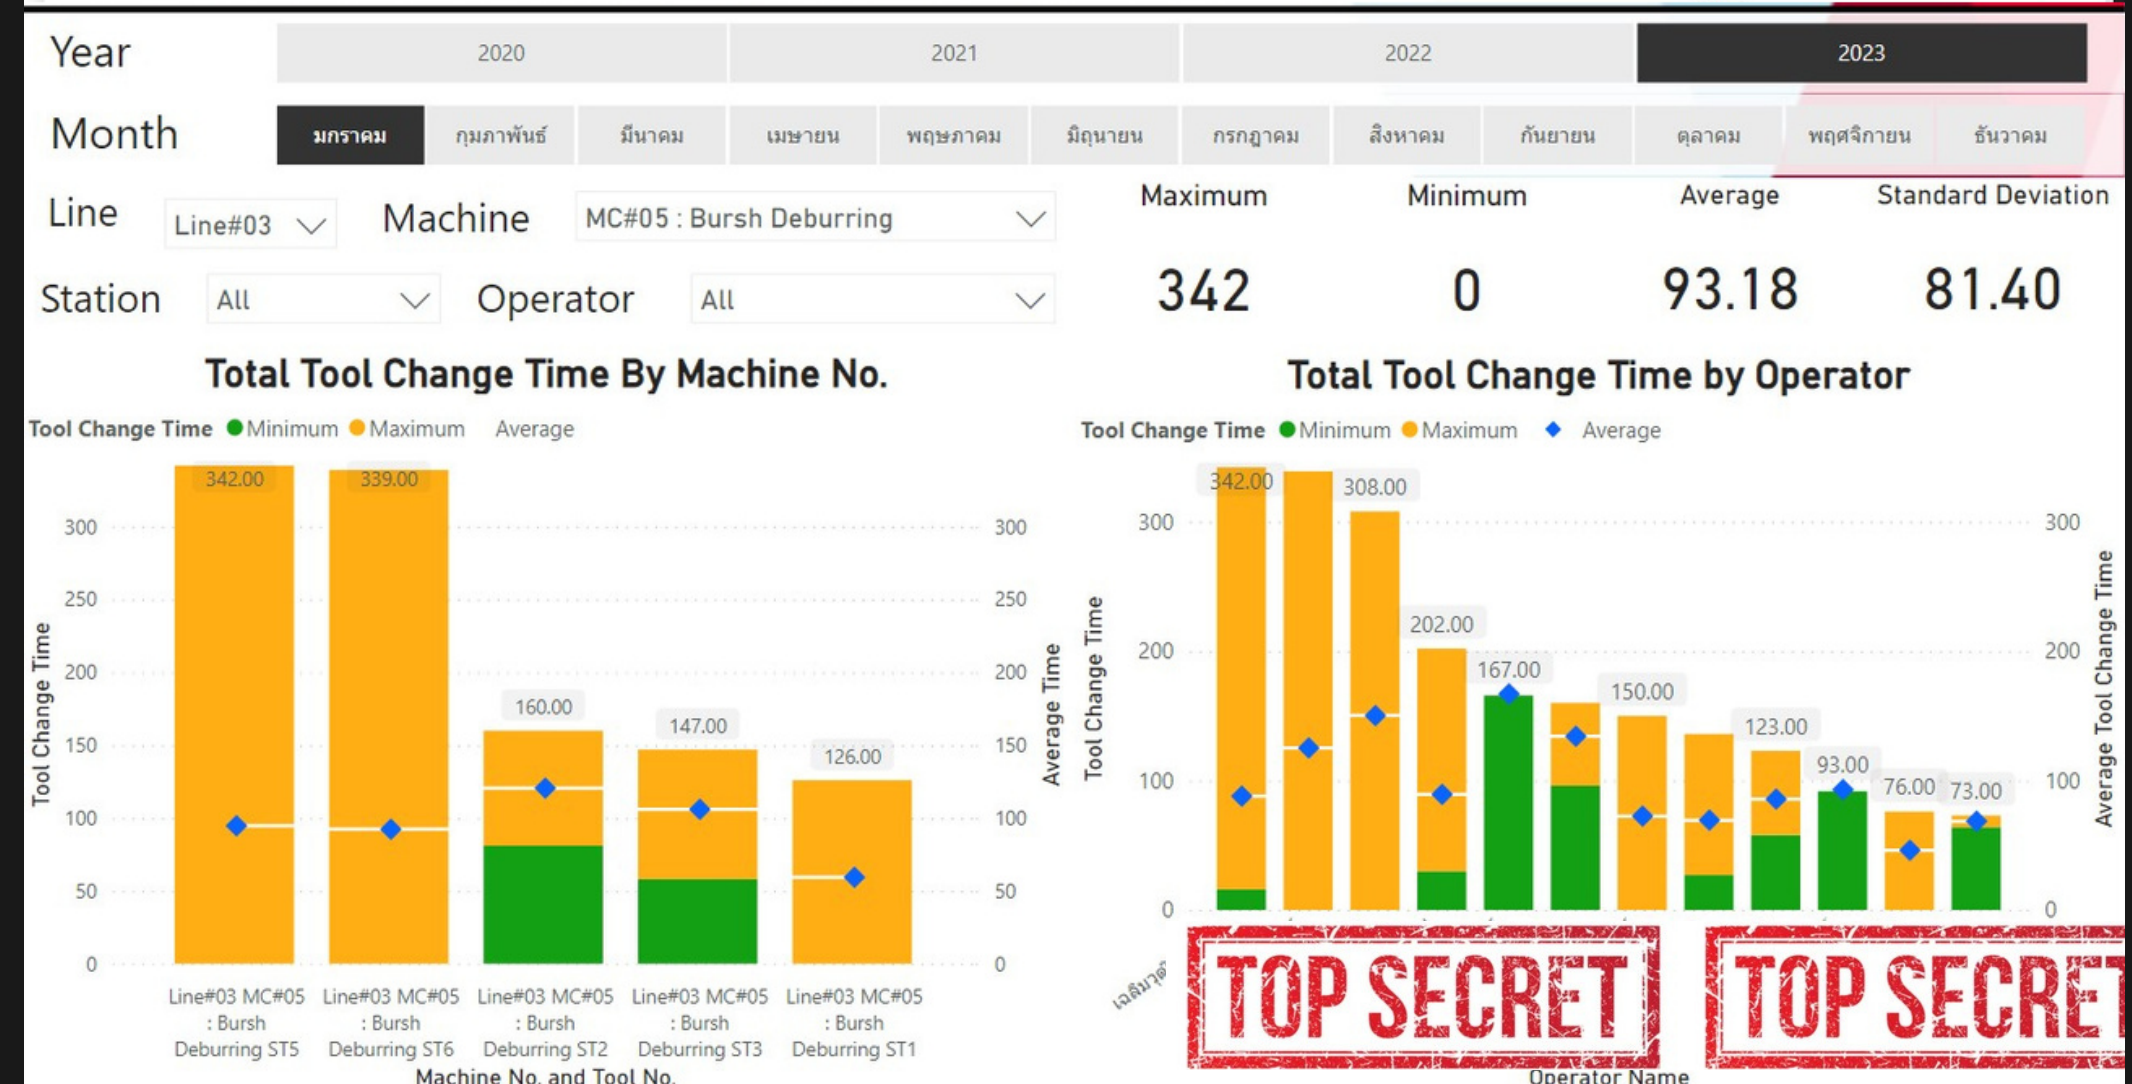 Year 2020 2021 2022 2023
Month มกราคม กุมภาพันธ์ มีนาคม เมษายน พฤษภาคม มิถุนายน กรกฎาคม สิงหาคม กันยายน ตุลาคม พฤศจิกายน ธันวาคม
Line Line#03 Machine MC#05 : Bursh Deburring
Station All Operator All
Maximum Minimum Average Standard Deviation
342 0 93.18 81.40
Total Tool Change Time By Machine No.
Tool Change Time Minimum Maximum Average
342.00 339.00 160.00 147.00 126.00
300 300
250 250
200 200
150 150
100 100
50 50
0 0
Tool Change Time
Average Time
Line#03 MC#05 : Bursh Deburring ST5
Line#03 MC#05 : Bursh Deburring ST6
Line#03 MC#05 : Bursh Deburring ST2
Line#03 MC#05 : Bursh Deburring ST3
Line#03 MC#05 : Bursh Deburring ST1
Machine No. and Tool No.
Total Tool Change Time by Operator
Tool Change Time Minimum Maximum Average
342.00 308.00 202.00 167.00 150.00 123.00 93.00 76.00 73.00
300 300
200 200
100 100
0 0
Tool Change Time
Average Tool Change Time
TOP SECRET TOP SECRET
Operator Name